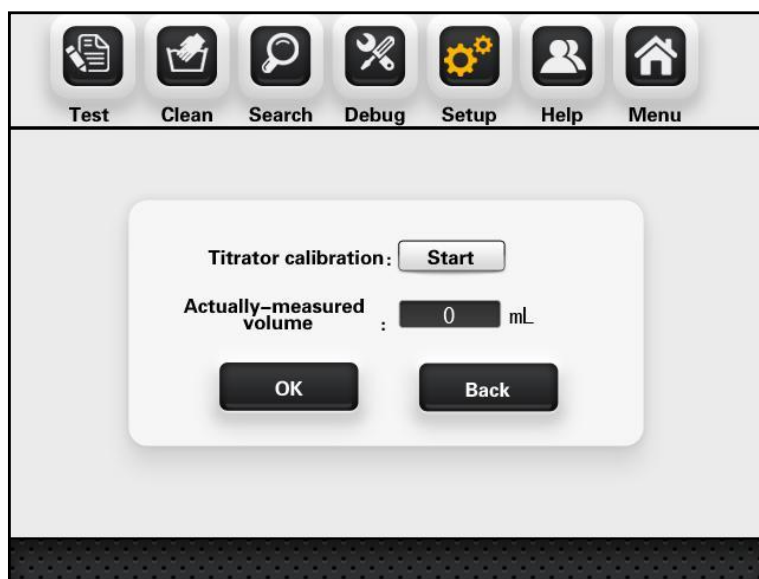 Test Clean Search Debug Setup Help Menu
Titrator calibration: Start
Actually-measured
volume : 0 mL
OK Back